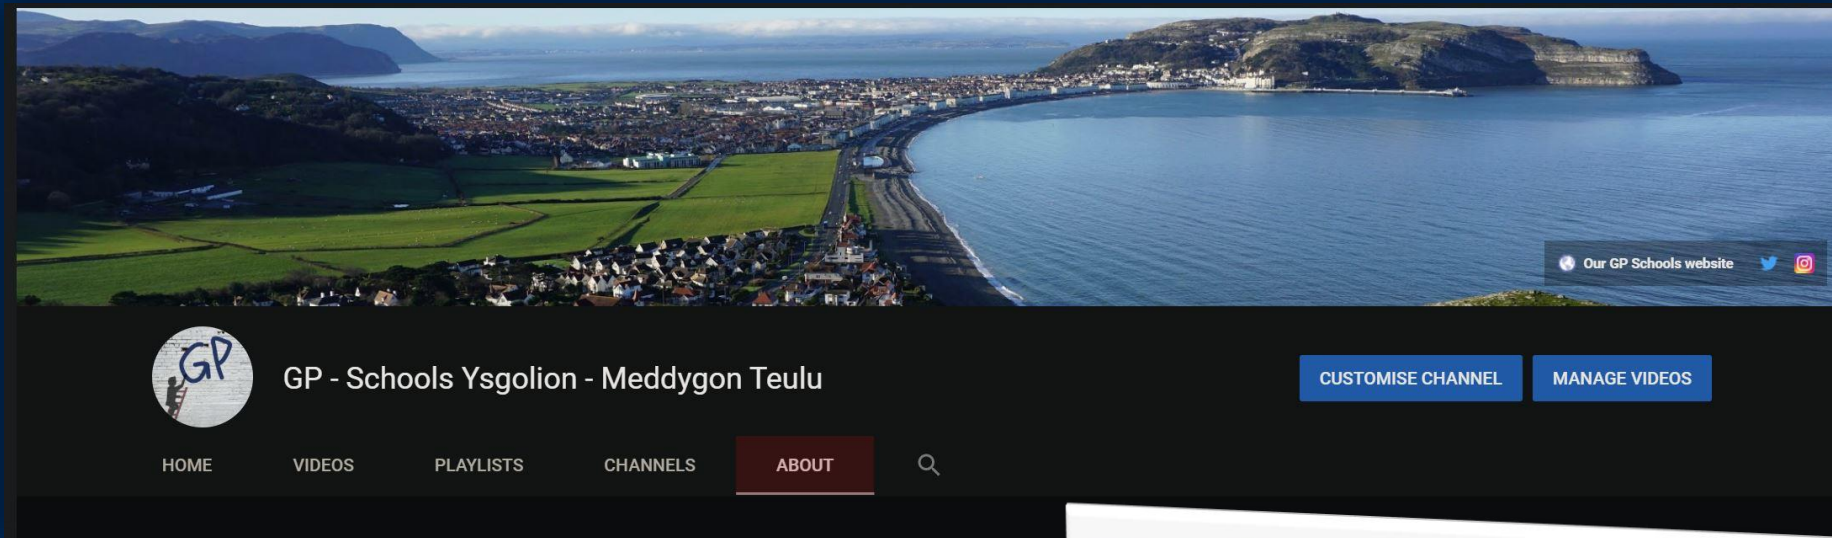 Our GP Schools website
GP
GP - Schools Ysgolion - Meddygon Teulu
CUSTOMISE CHANNEL
MANAGE VIDEOS
HOME
VIDEOS
PLAYLISTS
CHANNELS
ABOUT